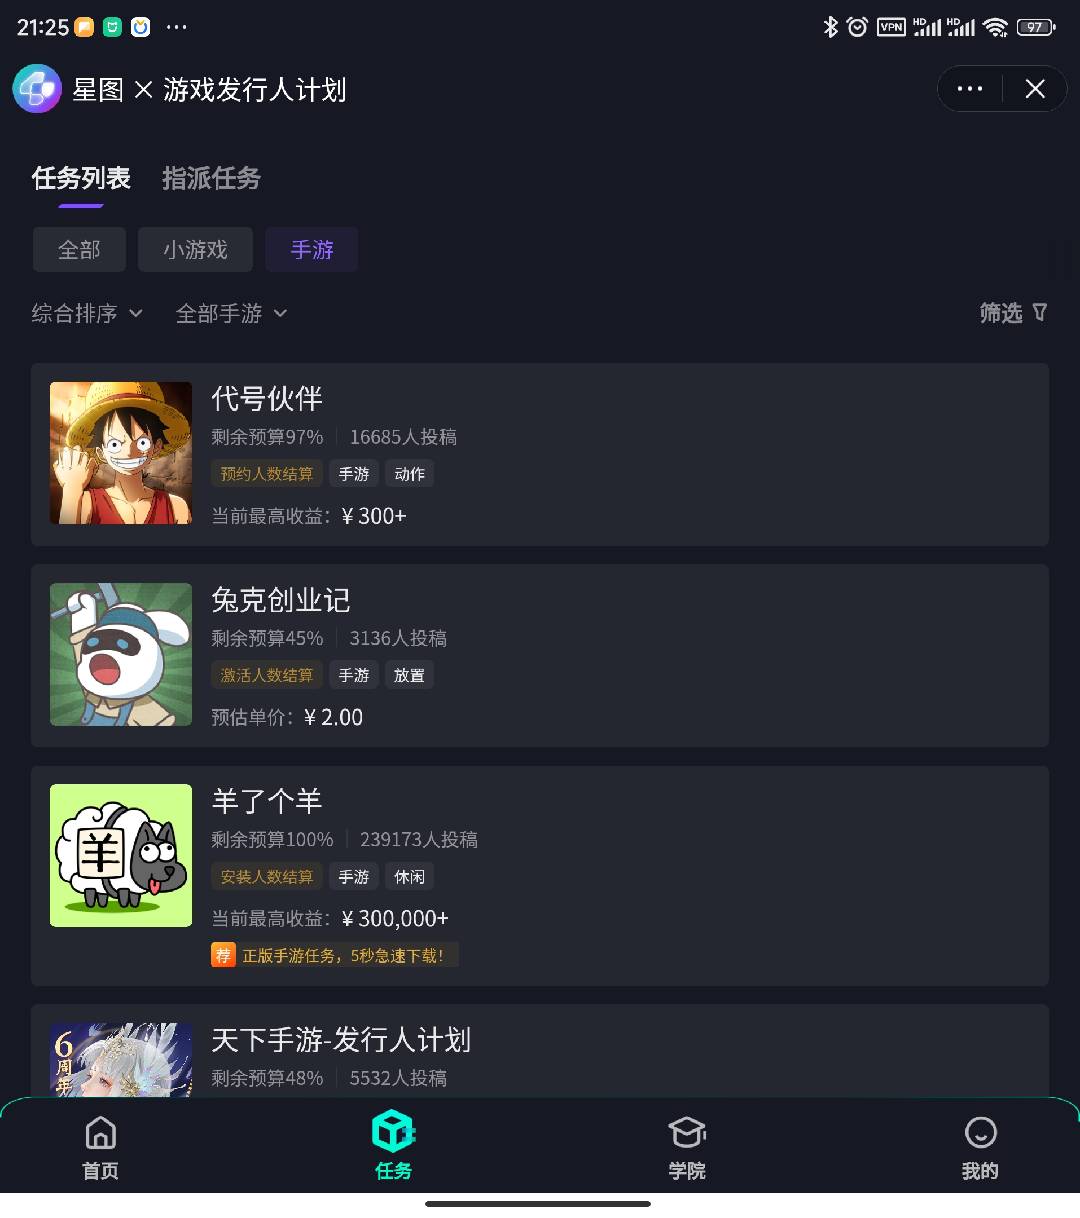 21:25
VPN HD HD 97
星图 × 游戏发行人计划
任务列表 指派任务
全部 小游戏 手游
综合排序 全部手游 筛选
代号伙伴
剩余预算97% 16685人投稿
预约人数结算 手游 动作
当前最高收益：¥ 300+
兔克创业记
剩余预算45% 3136人投稿
激活人数结算 手游 放置
预估单价：¥ 2.00
羊
羊了个羊
剩余预算100% 239173人投稿
安装人数结算 手游 休闲
当前最高收益：¥ 300,000+
荐 正版手游任务，5秒急速下载！
6周年
天下手游-发行人计划
剩余预算48% 5532人投稿
首页 任务 学院 我的